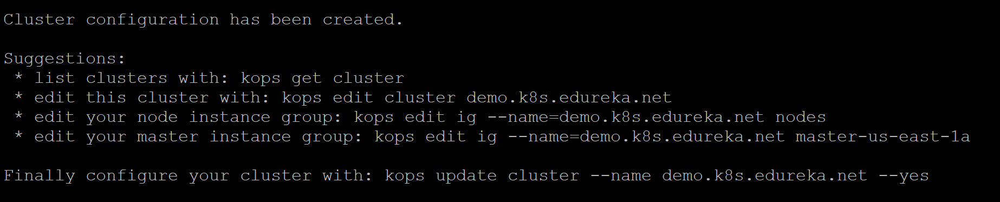 Cluster configuration has been created.
Suggestions:
* list clusters with: kops get cluster
* edit this cluster with: kops edit cluster demo.k8s.edureka.net
* edit your node instance group: kops edit ig --name=demo.k8s.edureka.net nodes
* edit your master instance group: kops edit ig --name=demo.k8s.edureka.net master-us-east-1a
Finally configure your cluster with: kops update cluster --name demo.k8s.edureka.net --yes